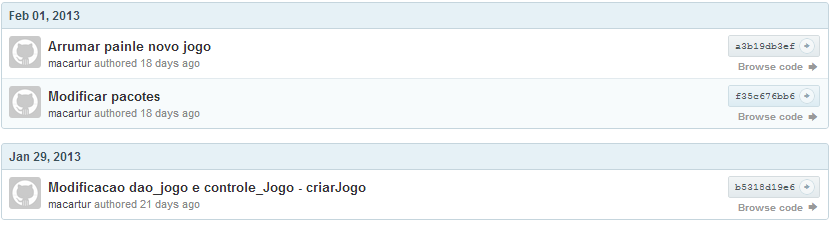 Feb 01, 2013
Arrumar painle novo jogo
a3b19db3ef
macartur authored 18 days ago
Browse code
Modificar pacotes
f35c676bb6
macartur authored 18 days ago
Browse code
Jan 29, 2013
Modificacao dao_jogo e controle_Jogo - criarJogo
b5318d19e6
macartur authored 21 days ago
Browse code